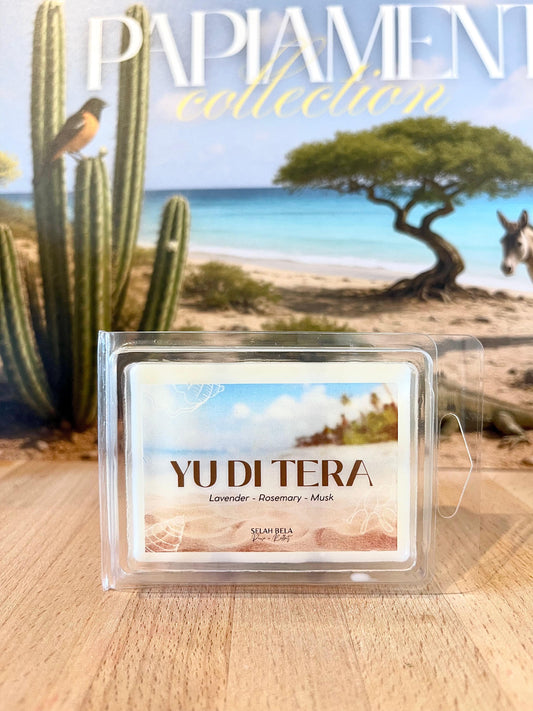 PAPIAMENT
collection
YU DI TERA
Lavender - Rosemary - Musk
SELAH BELA